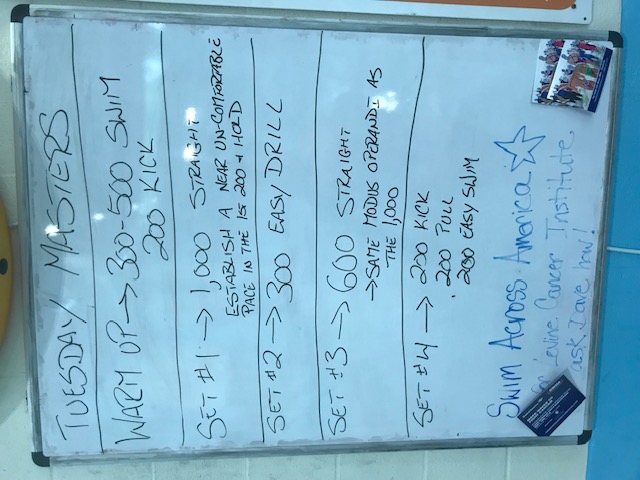 TUESDAY MASTERS
WARM UP → 300-500 SWIM
200 KICK
SET #1 → 1,000 STRAIGHT
ESTABLISH A NEAR UN-COMFORTABLE
PACE IN THE 1st 200 & HOLD
SET #2 → 300 EASY DRILL
SET #3 → 600 STRAIGHT
→ SAME MODUS OPERANDI AS
THE 1,000
SET #4 → 200 KICK
200 PULL
200 EASY SWIM
Swim Across America ☆
for Levine Cancer Institute,
ask Dave how!